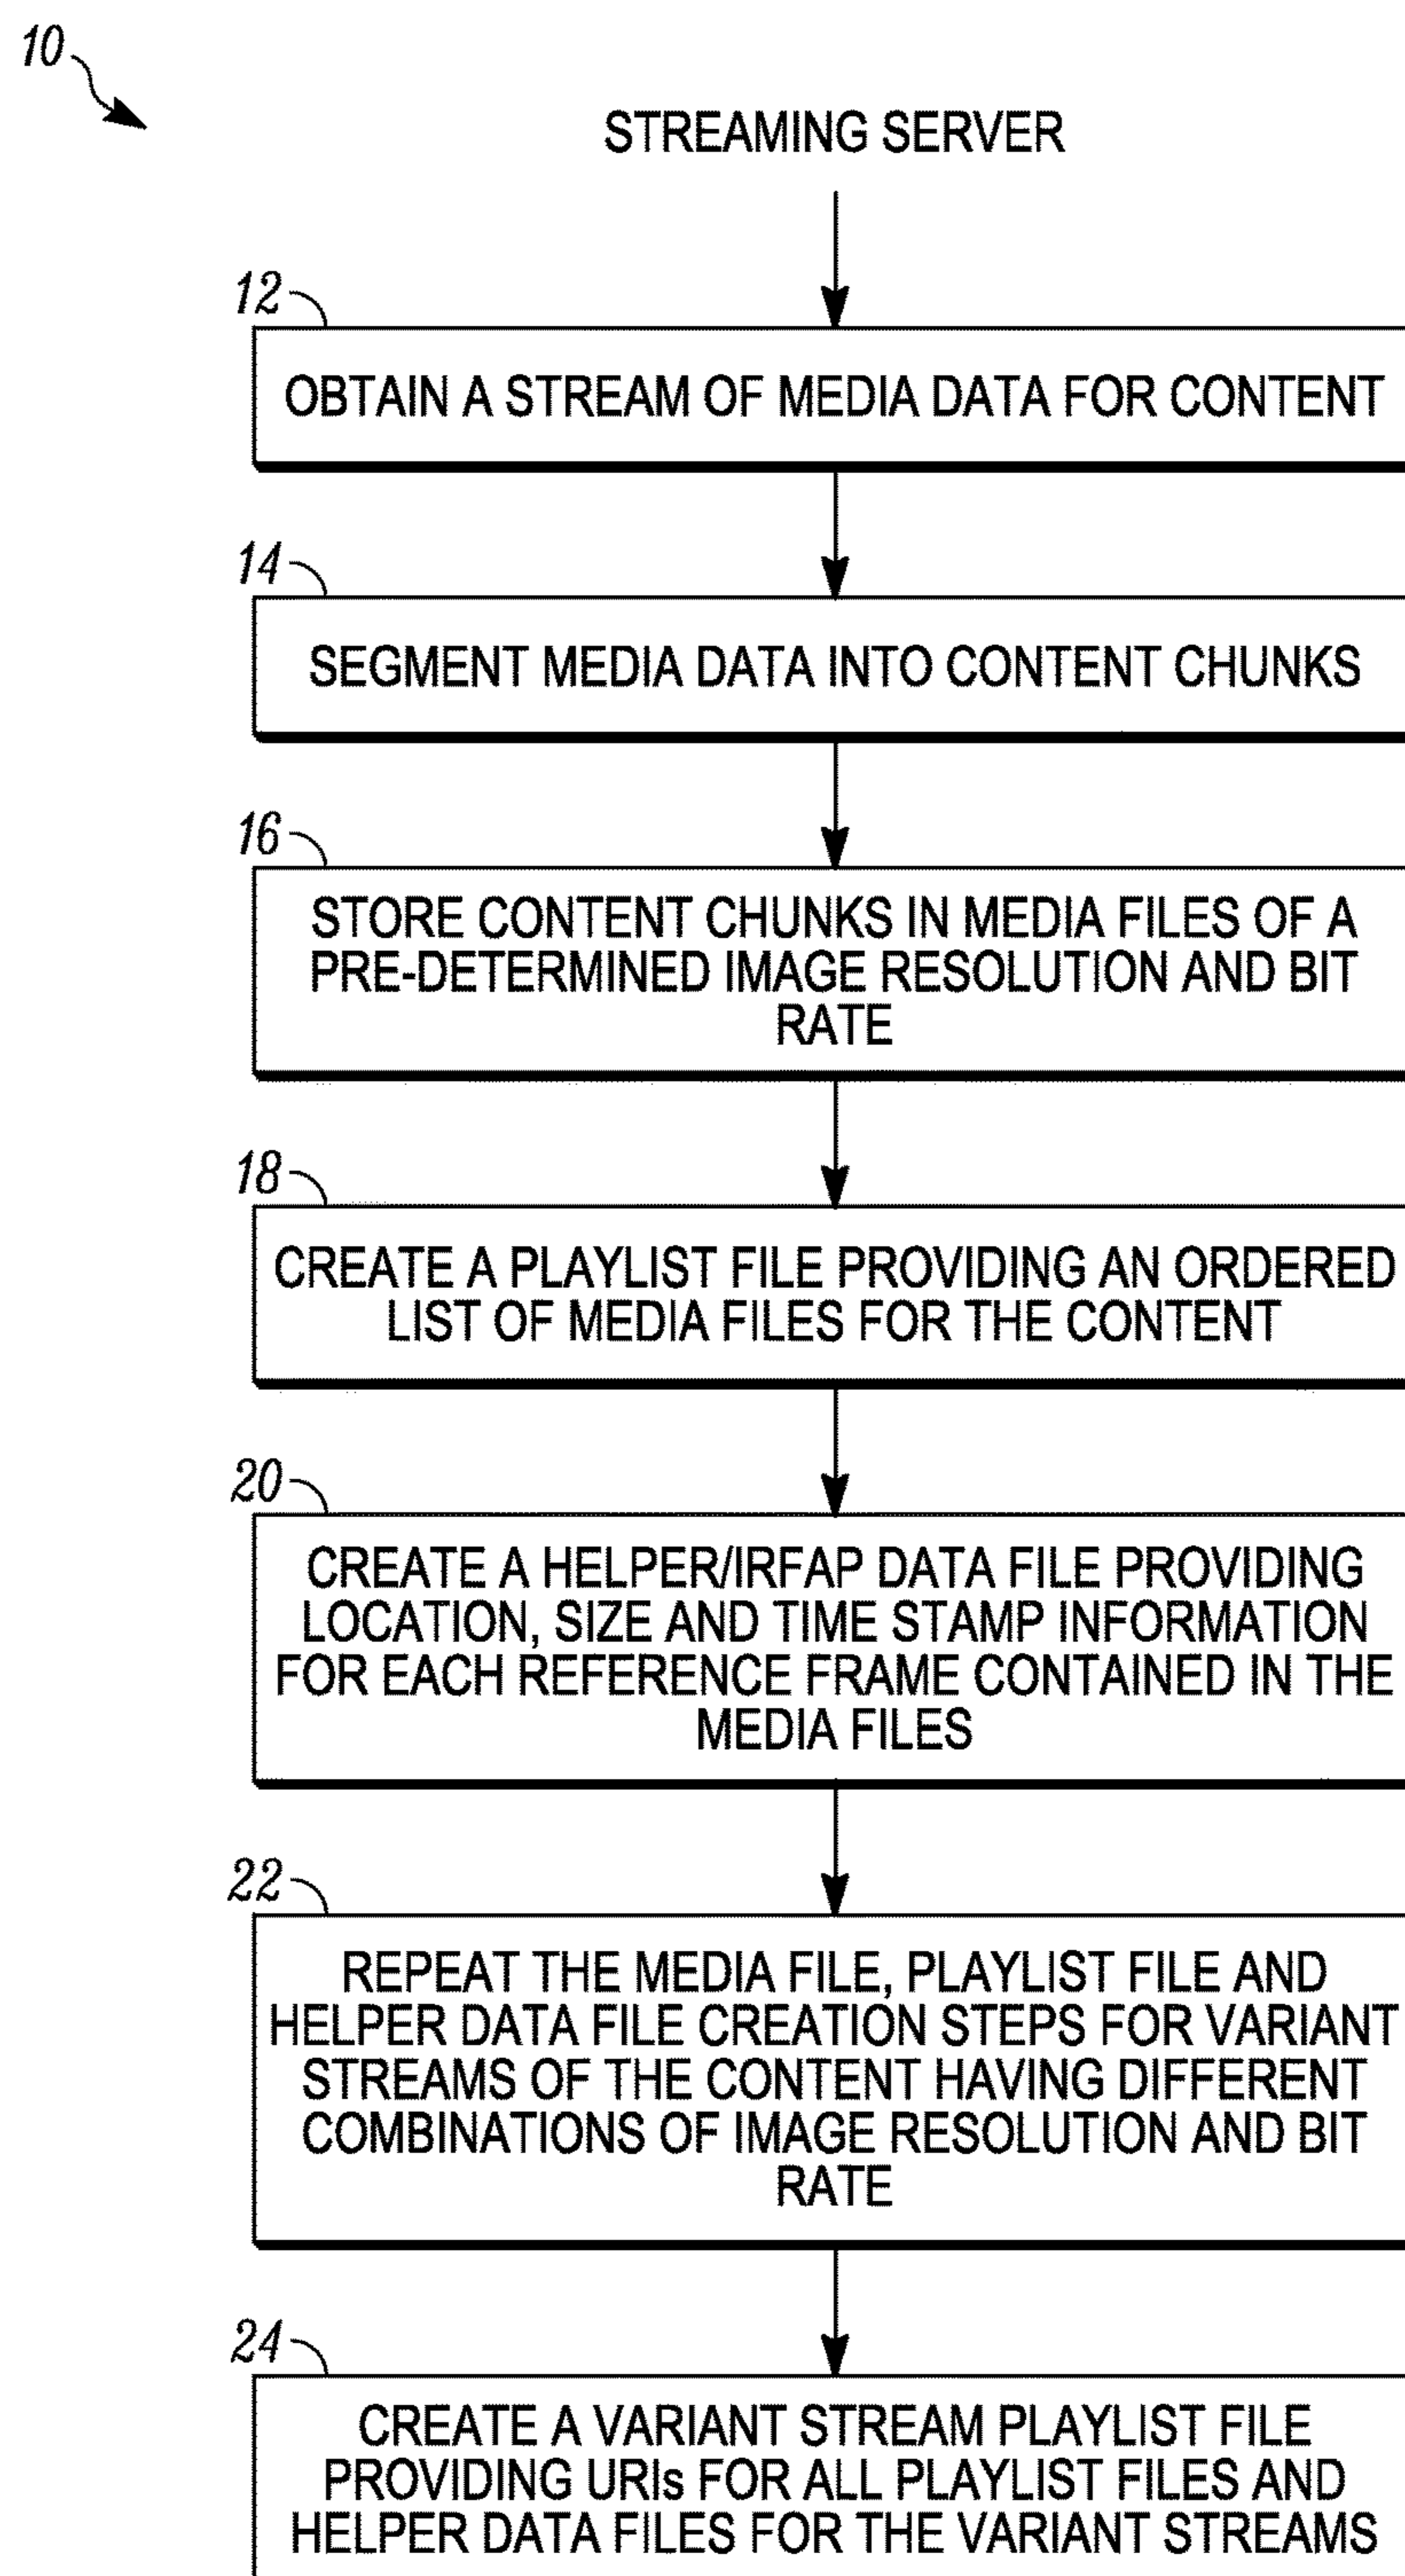 10
STREAMING SERVER
12
OBTAIN A STREAM OF MEDIA DATA FOR CONTENT
14
SEGMENT MEDIA DATA INTO CONTENT CHUNKS
16
STORE CONTENT CHUNKS IN MEDIA FILES OF A
PRE-DETERMINED IMAGE RESOLUTION AND BIT
RATE
18
CREATE A PLAYLIST FILE PROVIDING AN ORDERED
LIST OF MEDIA FILES FOR THE CONTENT
20
CREATE A HELPER/IRFAP DATA FILE PROVIDING
LOCATION, SIZE AND TIME STAMP INFORMATION
FOR EACH REFERENCE FRAME CONTAINED IN THE
MEDIA FILES
22
REPEAT THE MEDIA FILE, PLAYLIST FILE AND
HELPER DATA FILE CREATION STEPS FOR VARIANT
STREAMS OF THE CONTENT HAVING DIFFERENT
COMBINATIONS OF IMAGE RESOLUTION AND BIT
RATE
24
CREATE A VARIANT STREAM PLAYLIST FILE
PROVIDING URIs FOR ALL PLAYLIST FILES AND
HELPER DATA FILES FOR THE VARIANT STREAMS